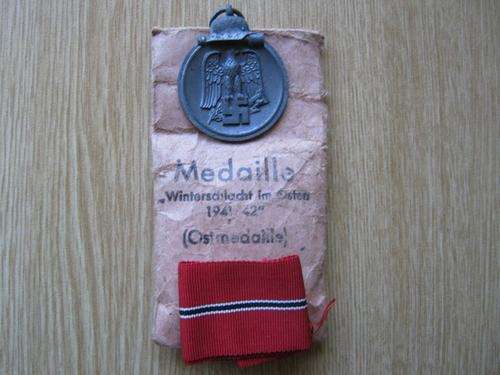 Medaille
„Winterschlacht im Osten
1941/42"
(Ostmedaille)